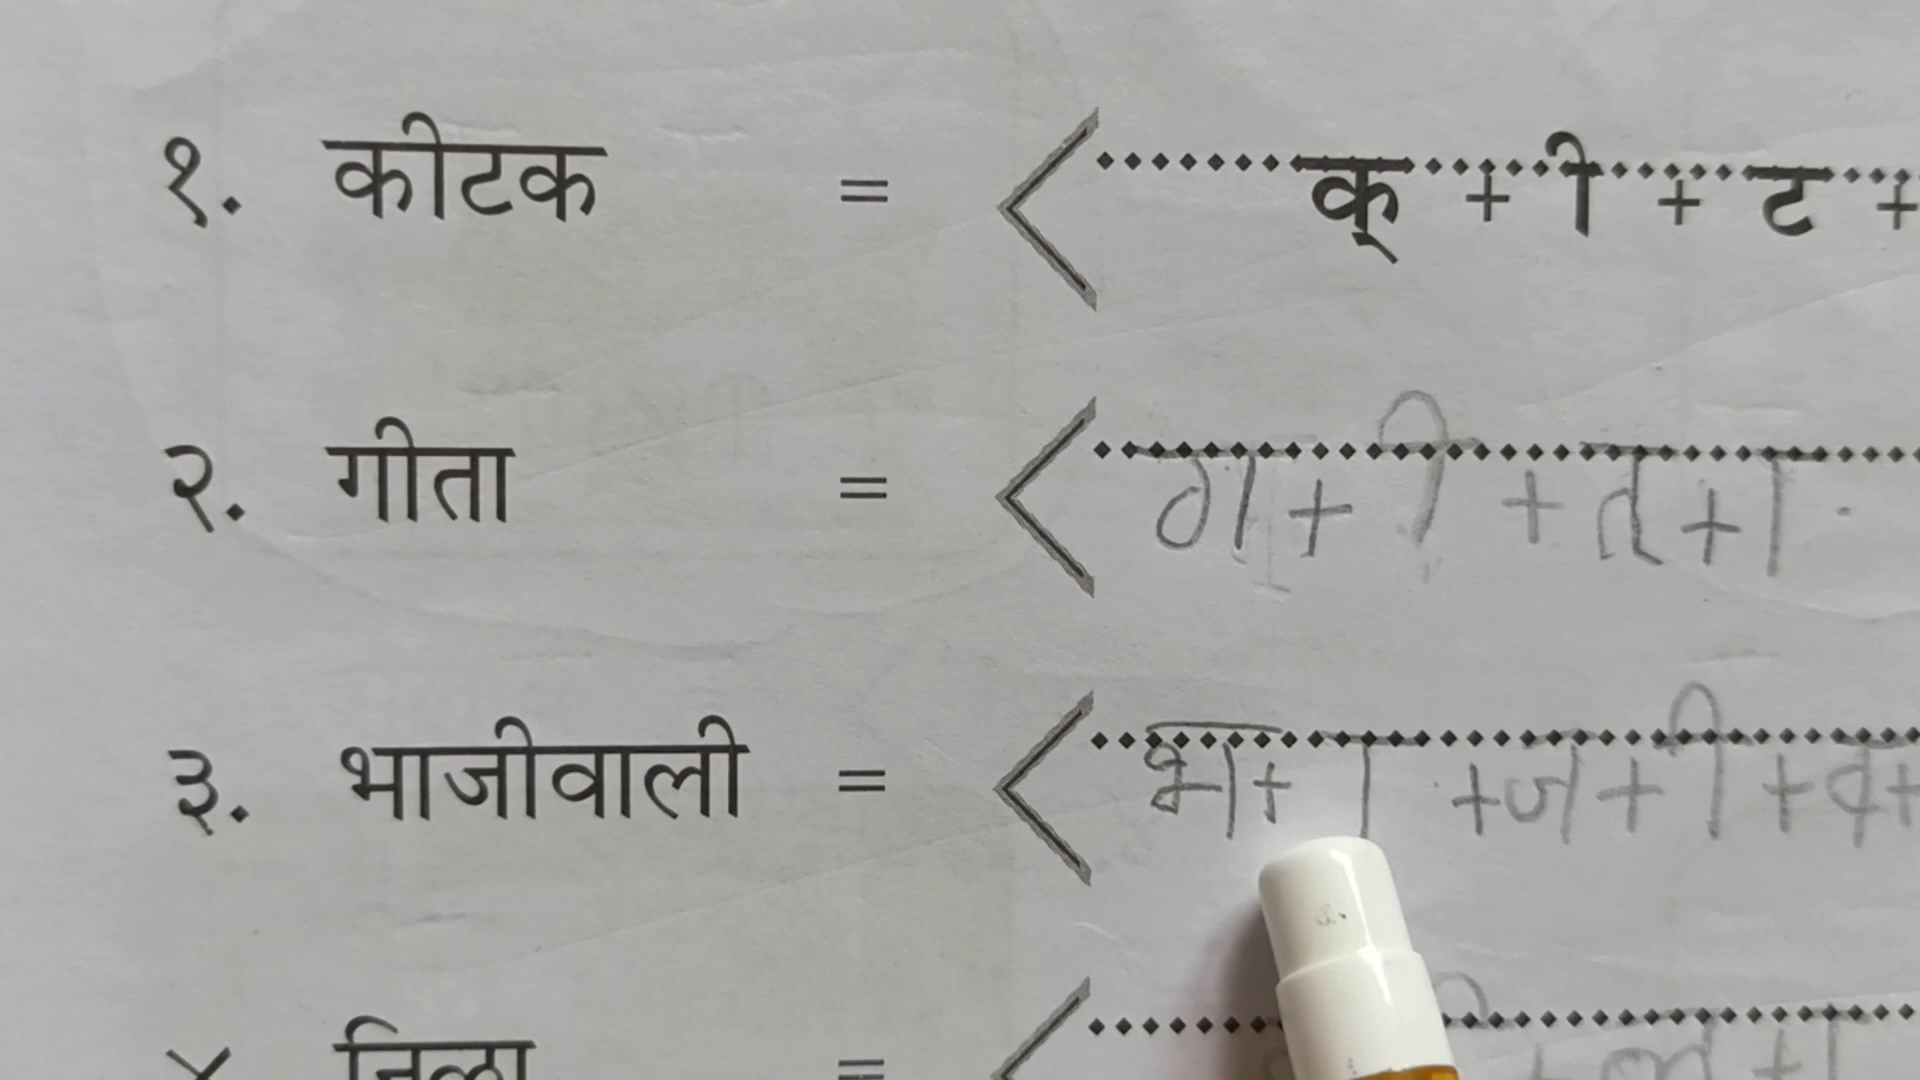 १. कीटक = < क् + ी + ट +
२. गीता = < ग + ी + त + ा
३. भाजीवाली = < भ + ा + ज + ी + व +
=